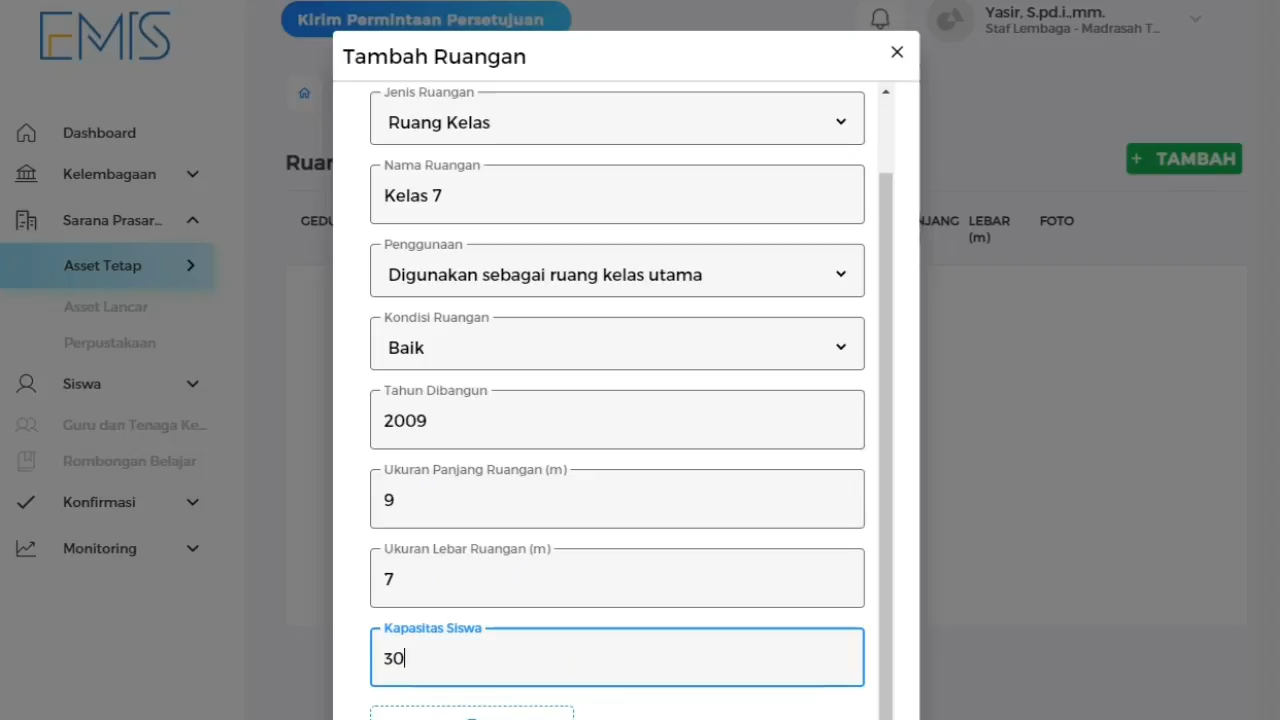 EMIS
Kirim Permintaan Persetujuan
Yasir, S.pd.i.,mm.
Staf Lembaga - Madrasah T...
Tambah Ruangan
Dashboard
Kelembagaan
Sarana Prasar...
Asset Tetap
Asset Lancar
Perpustakaan
Siswa
Guru dan Tenaga Ke...
Rombongan Belajar
Konfirmasi
Monitoring
Jenis Ruangan
Ruang Kelas
Nama Ruangan
Kelas 7
Penggunaan
Digunakan sebagai ruang kelas utama
Kondisi Ruangan
Baik
Tahun Dibangun
2009
Ukuran Panjang Ruangan (m)
9
Ukuran Lebar Ruangan (m)
7
Kapasitas Siswa
30
+ TAMBAH
LEBAR
(m)
FOTO